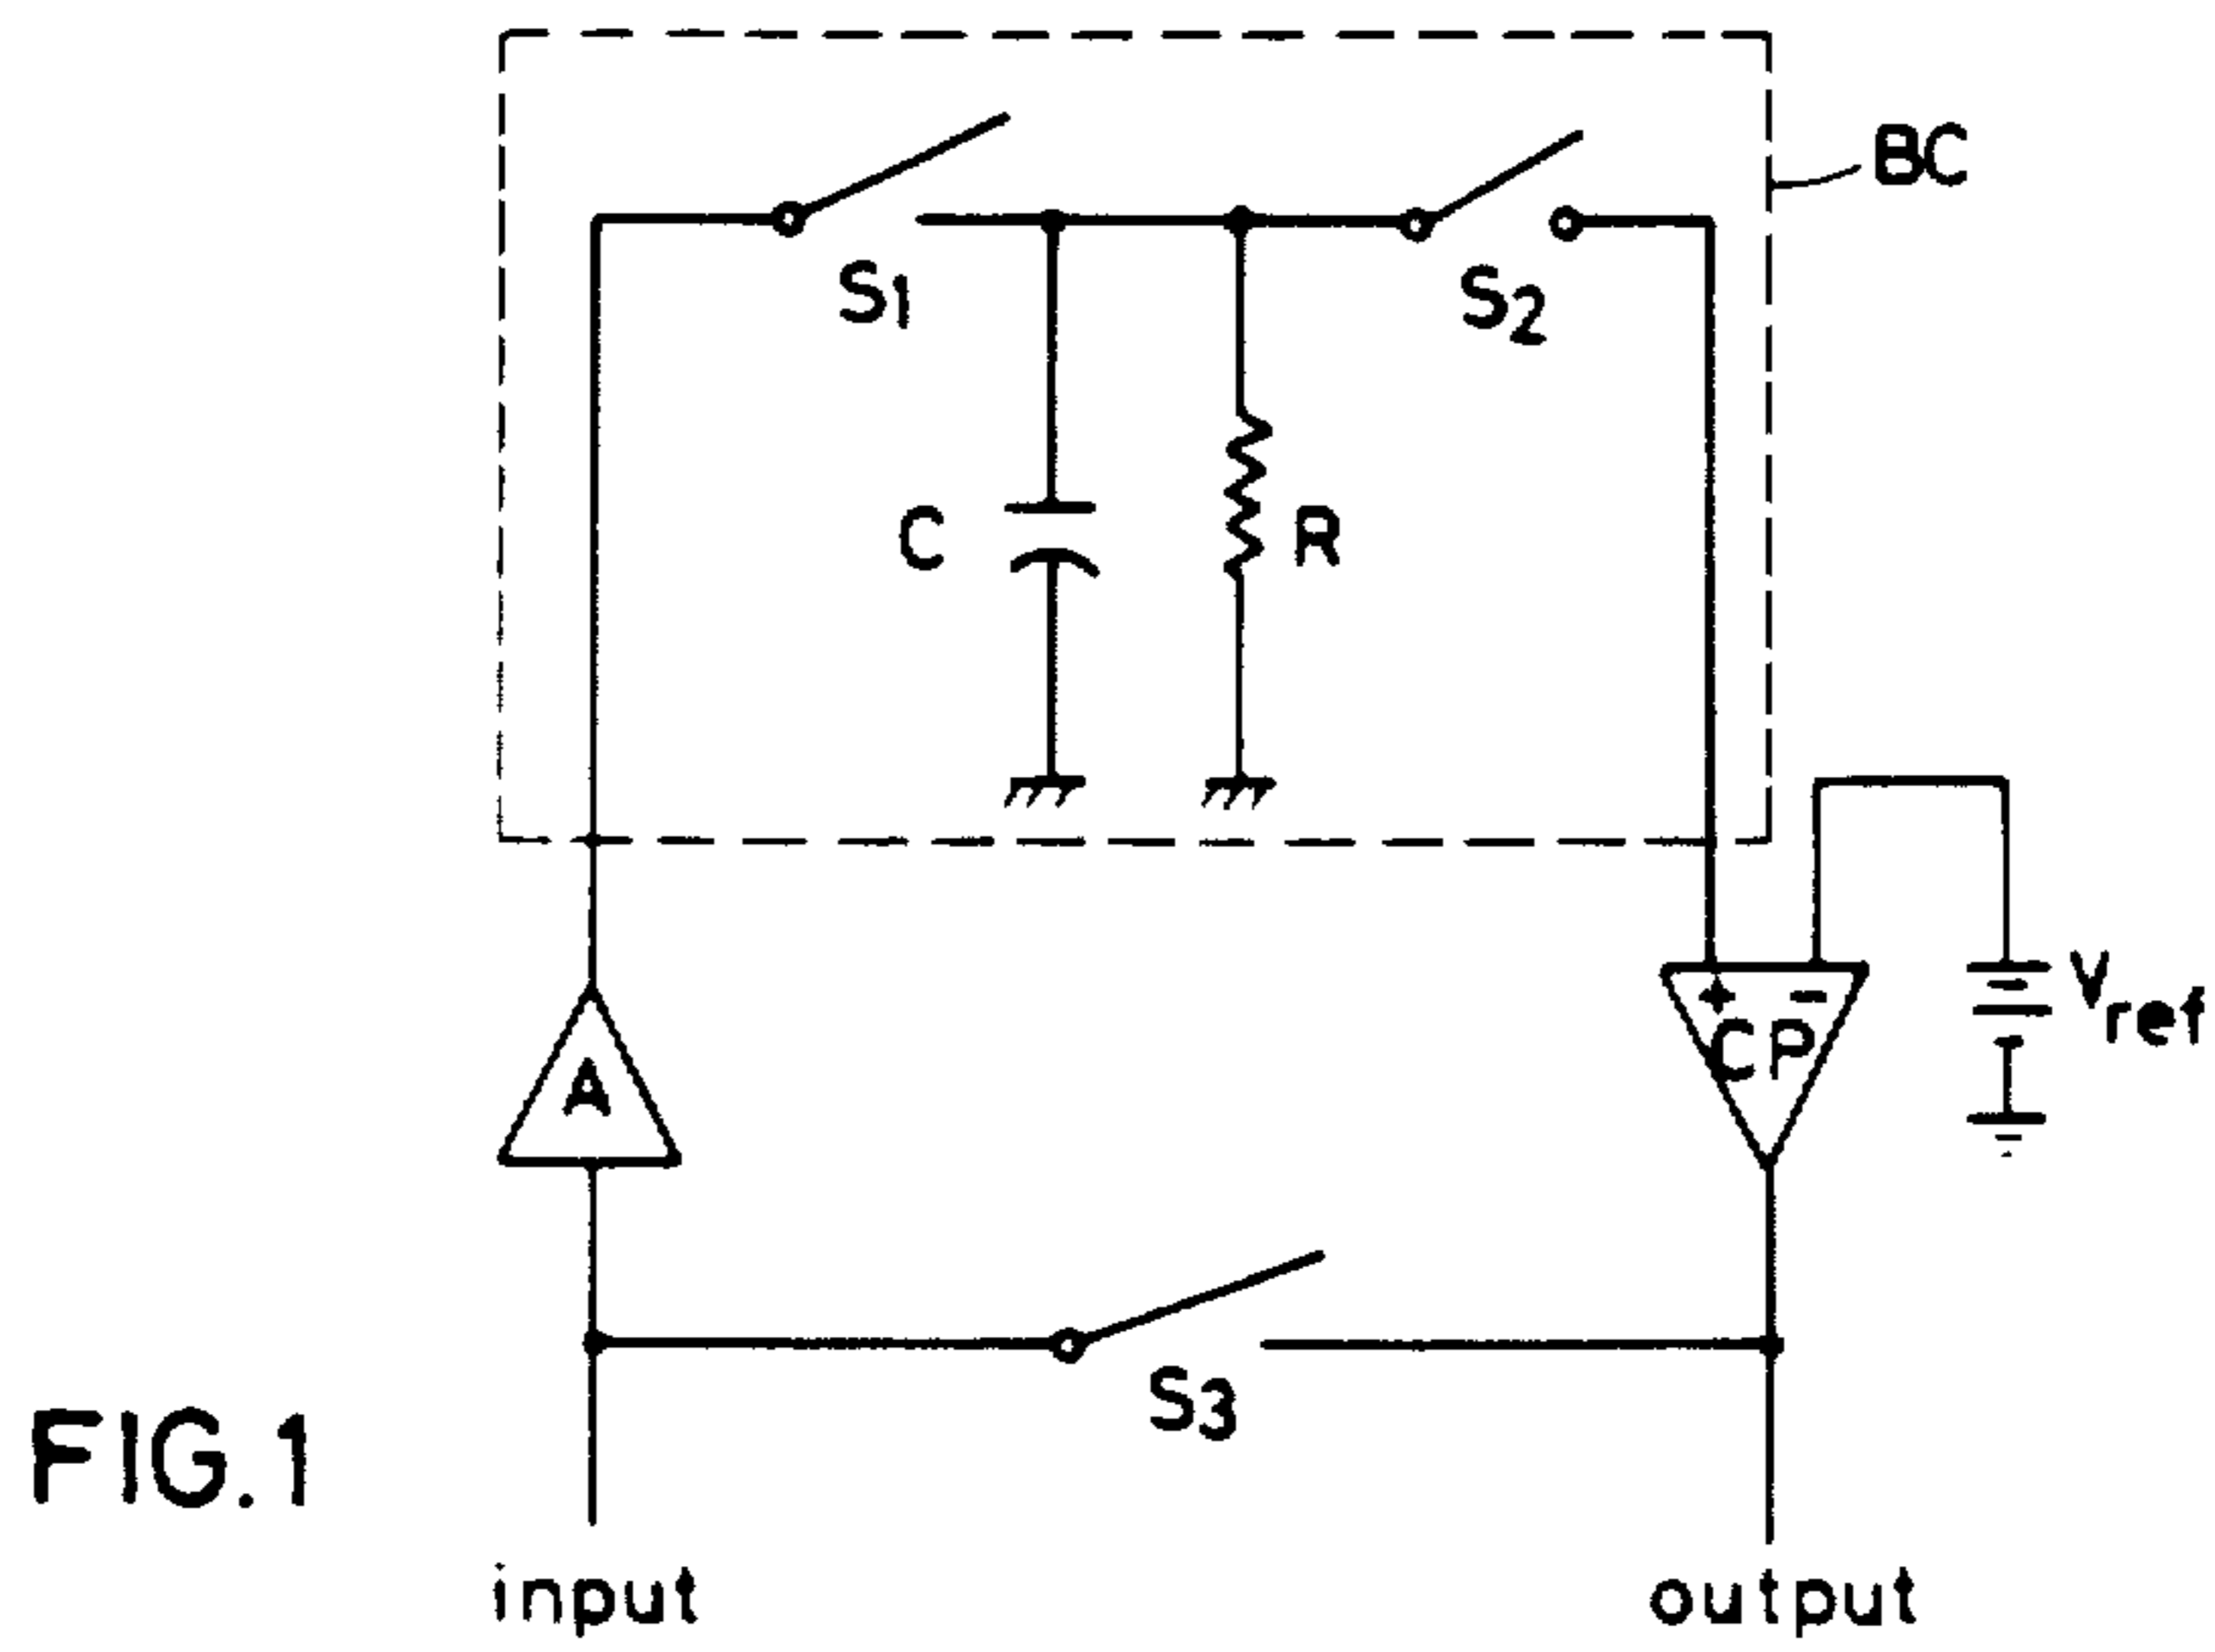 BC
S1
S2
C
R
Vref
+ -
CP
A
S3
FIG. 1
input
output